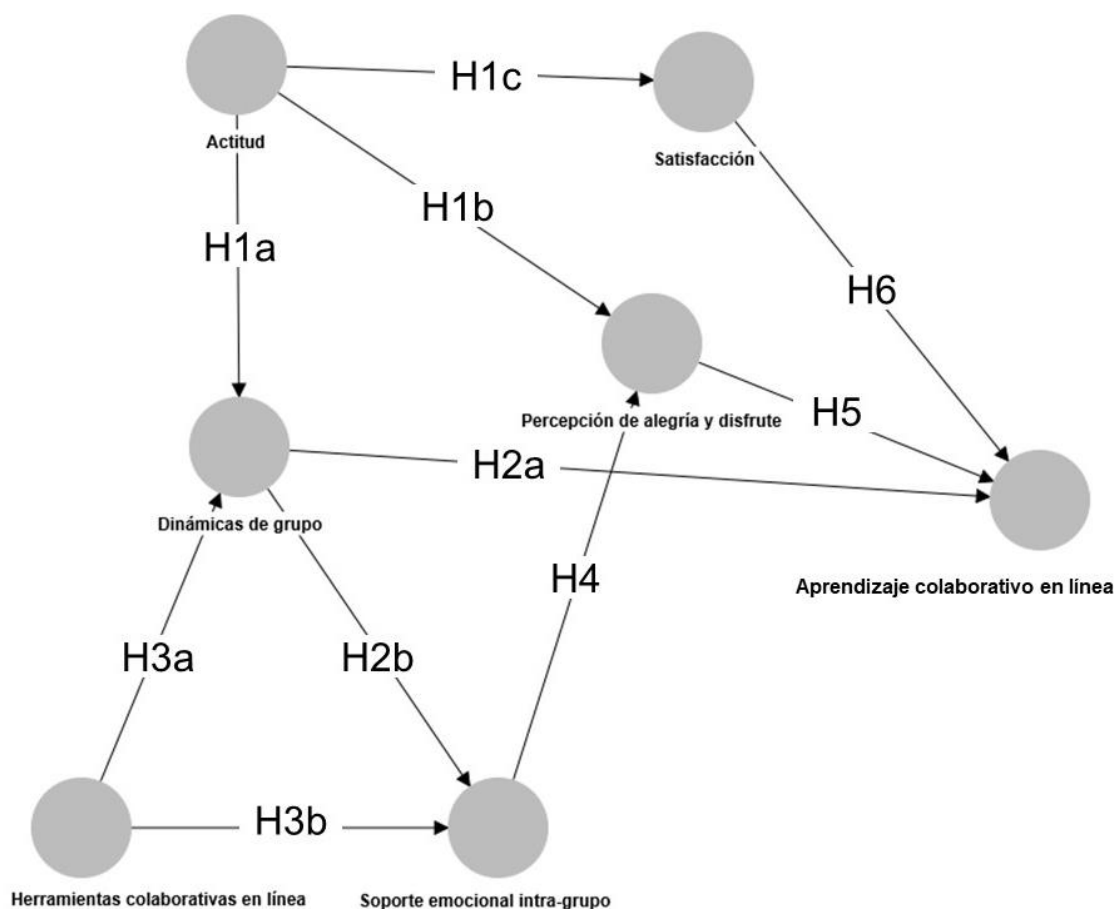 H1c
Actitud
Satisfacción
H1b
H1a
H6
Percepción de alegría y disfrute
H5
H2a
Dinámicas de grupo
H4
Aprendizaje colaborativo en línea
H3a
H2b
H3b
Herramientas colaborativas en línea
Soporte emocional intra-grupo